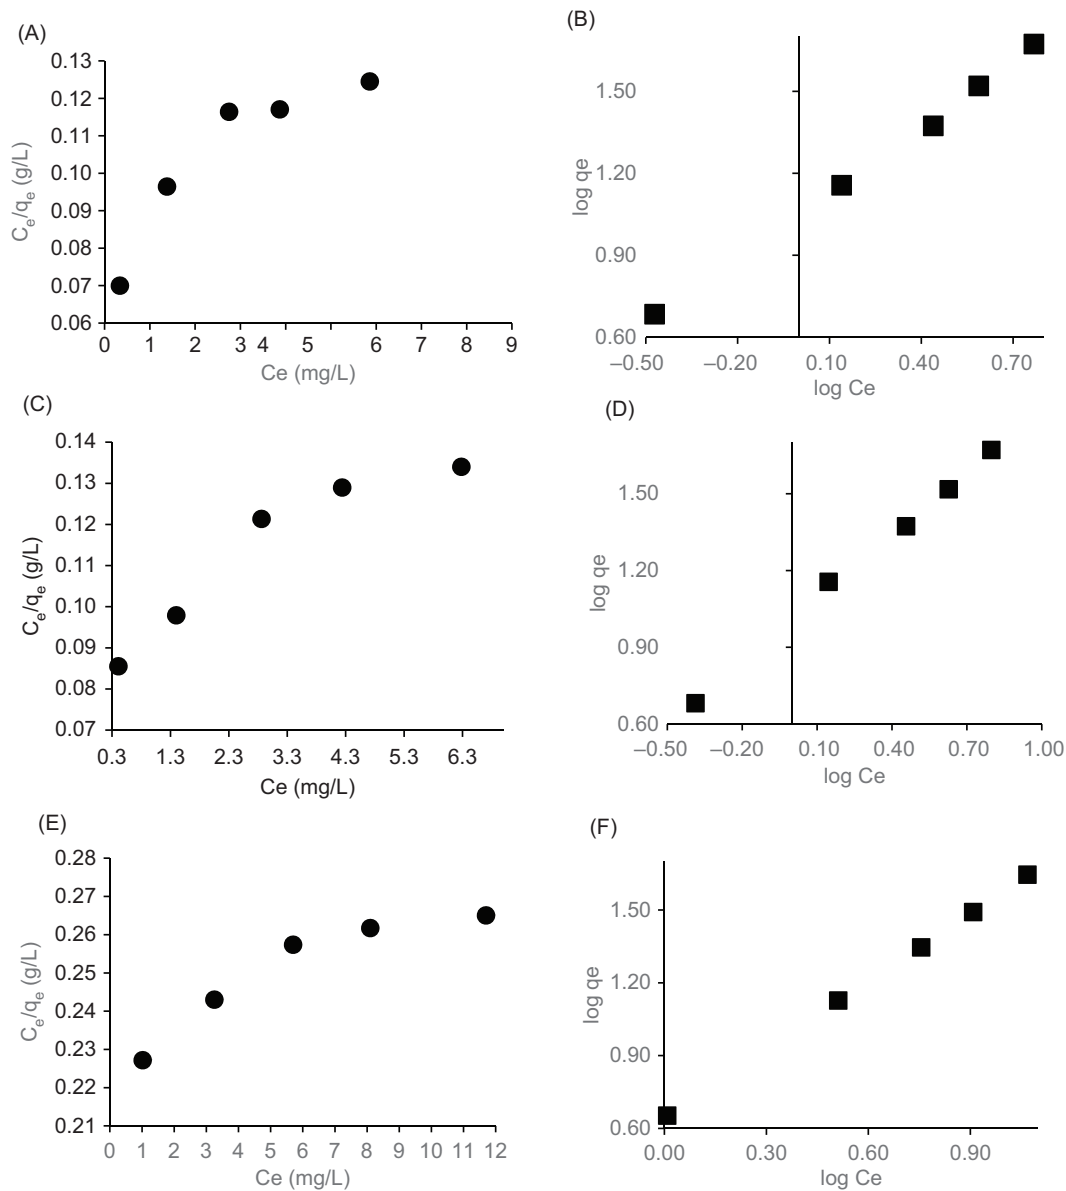 (A)
0.13
0.12
0.11
0.10
0.09
0.08
0.07
0.06
Ce/qe (g/L)
0 1 2 3 4 5 6 7 8 9
Ce (mg/L)
(B)
1.50
1.20
0.90
0.60
log qe
–0.50 –0.20 0.10 0.40 0.70
log Ce
(C)
0.14
0.13
0.12
0.11
0.10
0.09
0.08
0.07
Ce/qe (g/L)
0.3 1.3 2.3 3.3 4.3 5.3 6.3
Ce (mg/L)
(D)
1.50
1.20
0.90
0.60
log qe
–0.50 –0.20 0.10 0.40 0.70 1.00
log Ce
(E)
0.28
0.27
0.26
0.25
0.24
0.23
0.22
0.21
Ce/qe (g/L)
0 1 2 3 4 5 6 7 8 9 10 11 12
Ce (mg/L)
(F)
1.50
1.20
0.90
0.60
log qe
0.00 0.30 0.60 0.90
log Ce